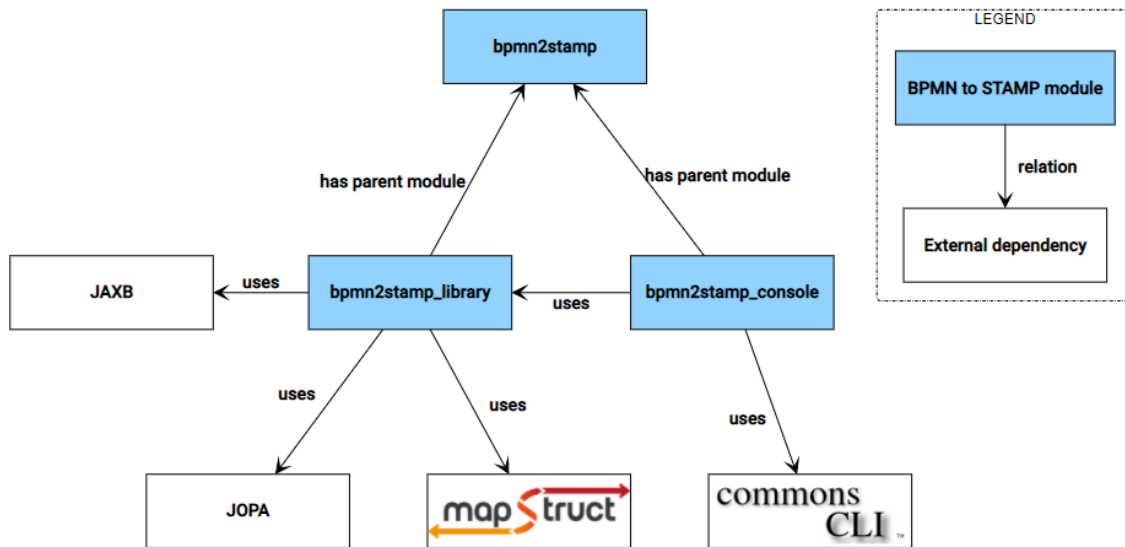 bpmn2stamp
LEGEND
BPMN to STAMP module
relation
External dependency
has parent module
has parent module
JAXB
uses
bpmn2stamp_library
uses
bpmn2stamp_console
uses
uses
uses
JOPA
mapStruct
commons
CLI ™